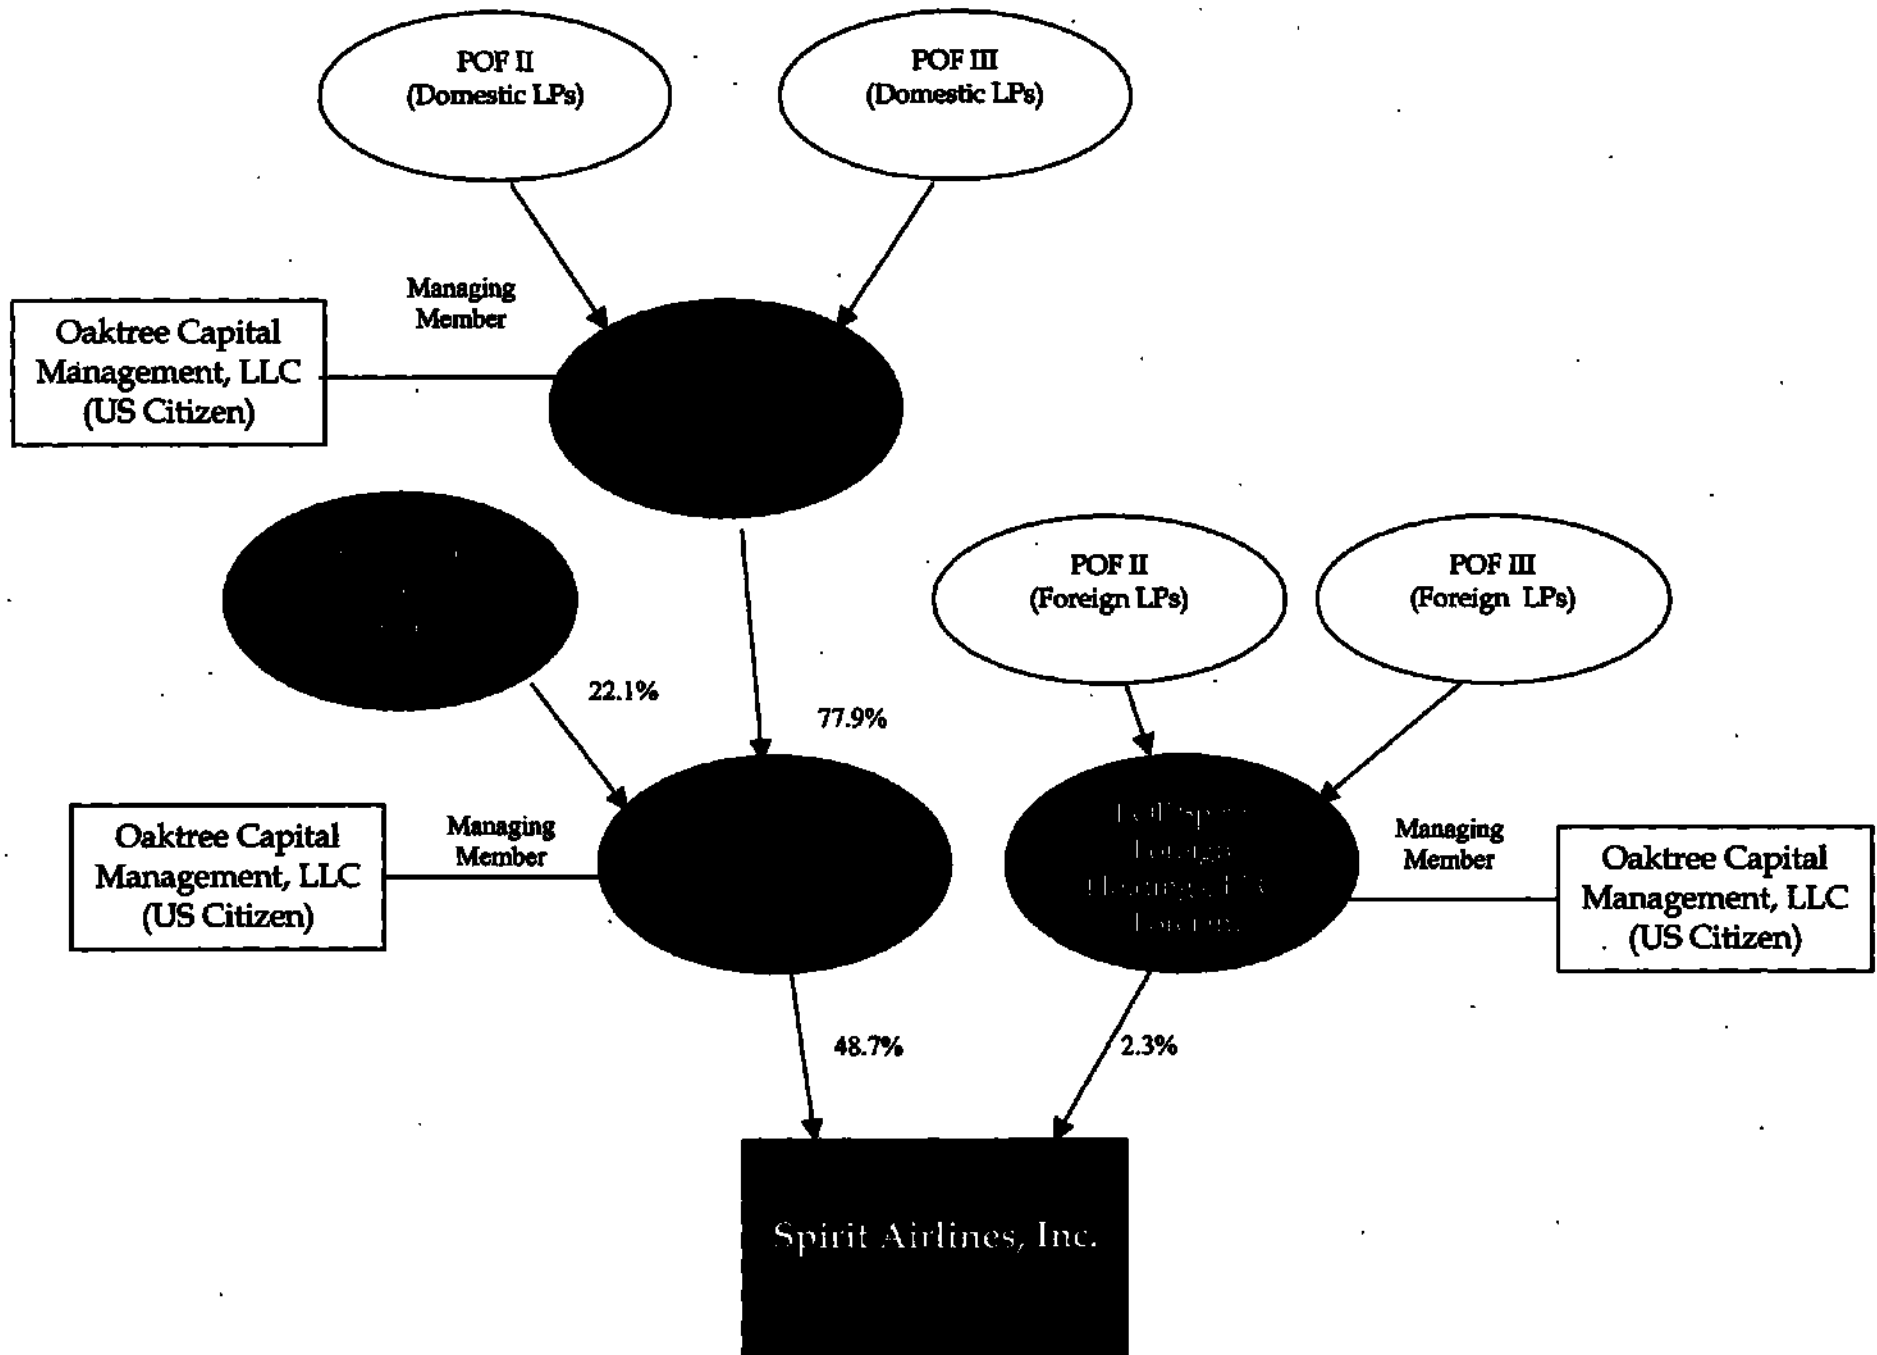 POF II
(Domestic LPs)
POF III
(Domestic LPs)
Managing
Member
Oaktree Capital
Management, LLC
(US Citizen)
POF II
(Foreign LPs)
POF III
(Foreign LPs)
22.1%
77.9%
Oaktree Capital
Management, LLC
(US Citizen)
Managing
Member
Foreign
Managing
Member
Oaktree Capital
Management, LLC
(US Citizen)
48.7%
2.3%
Spirit Airlines, Inc.